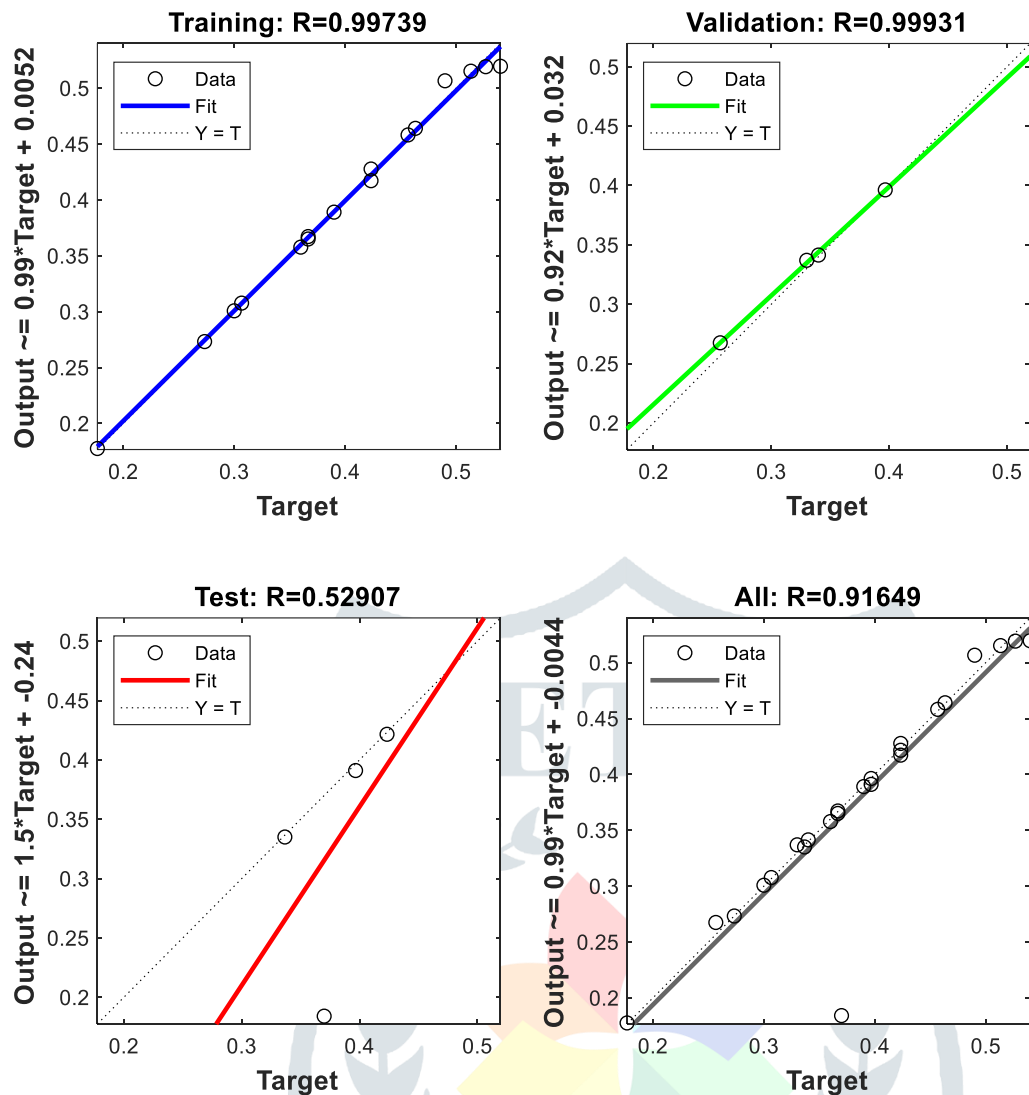 Training: R=0.99739
Output ~= 0.99*Target + 0.0052
Data
Fit
Y = T
0.5
0.45
0.4
0.35
0.3
0.25
0.2
0.2 0.3 0.4 0.5
Target
Validation: R=0.99931
Output ~= 0.92*Target + 0.032
Data
Fit
Y = T
0.5
0.45
0.4
0.35
0.3
0.25
0.2
0.2 0.3 0.4 0.5
Target
Test: R=0.52907
Output ~= 1.5*Target + -0.24
Data
Fit
Y = T
0.5
0.45
0.4
0.35
0.3
0.25
0.2
0.2 0.3 0.4 0.5
Target
All: R=0.91649
Output ~= 0.99*Target + -0.0044
Data
Fit
Y = T
0.5
0.45
0.4
0.35
0.3
0.25
0.2
0.2 0.3 0.4 0.5
Target